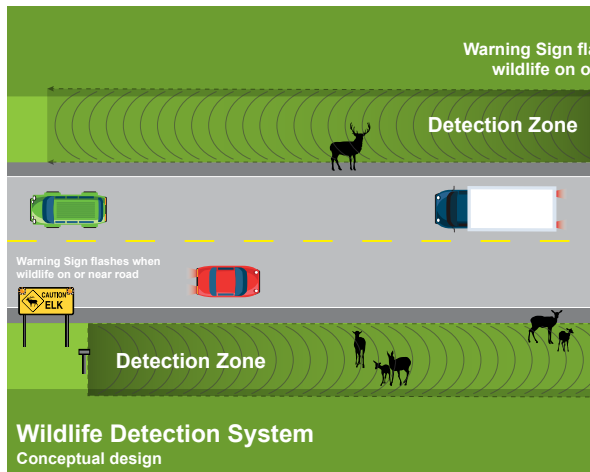 Warning Sign fla
wildlife on o
Detection Zone
Warning Sign flashes when
wildlife on or near road
CAUTION
ELK
Detection Zone
Wildlife Detection System
Conceptual design